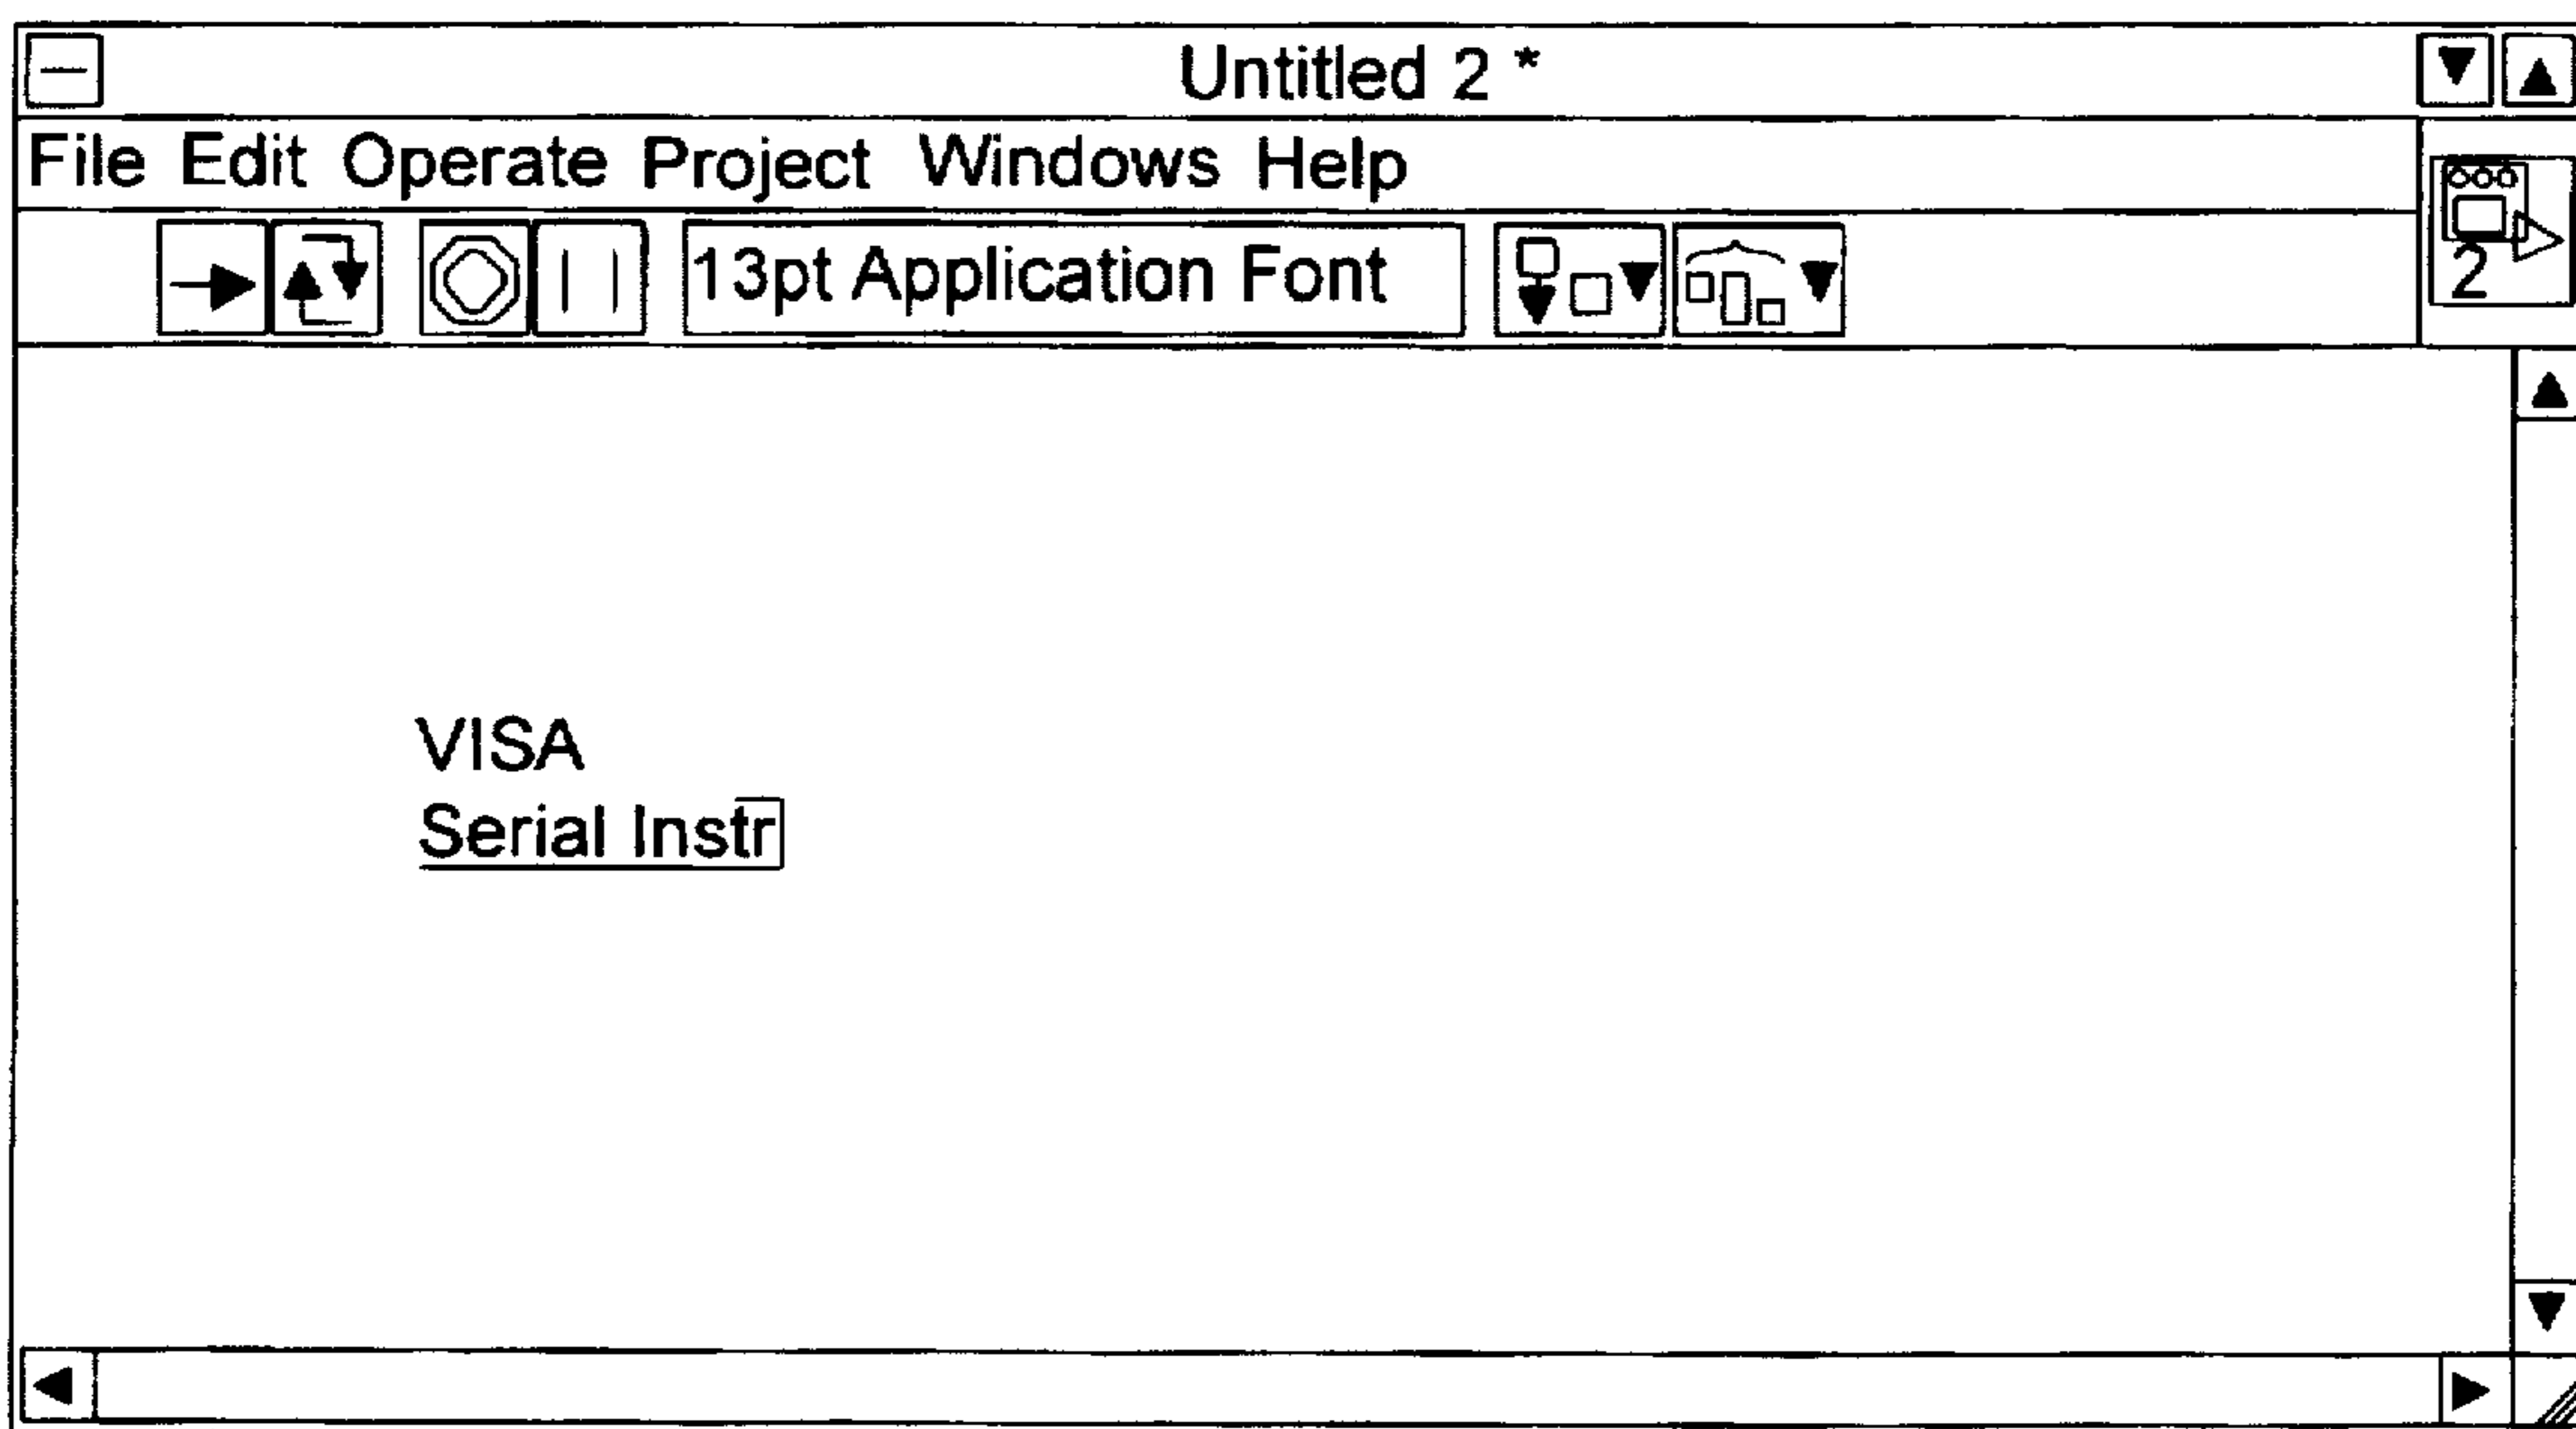 Untitled 2 *
File Edit Operate Project Windows Help
13pt Application Font
2
VISA
Serial Instr